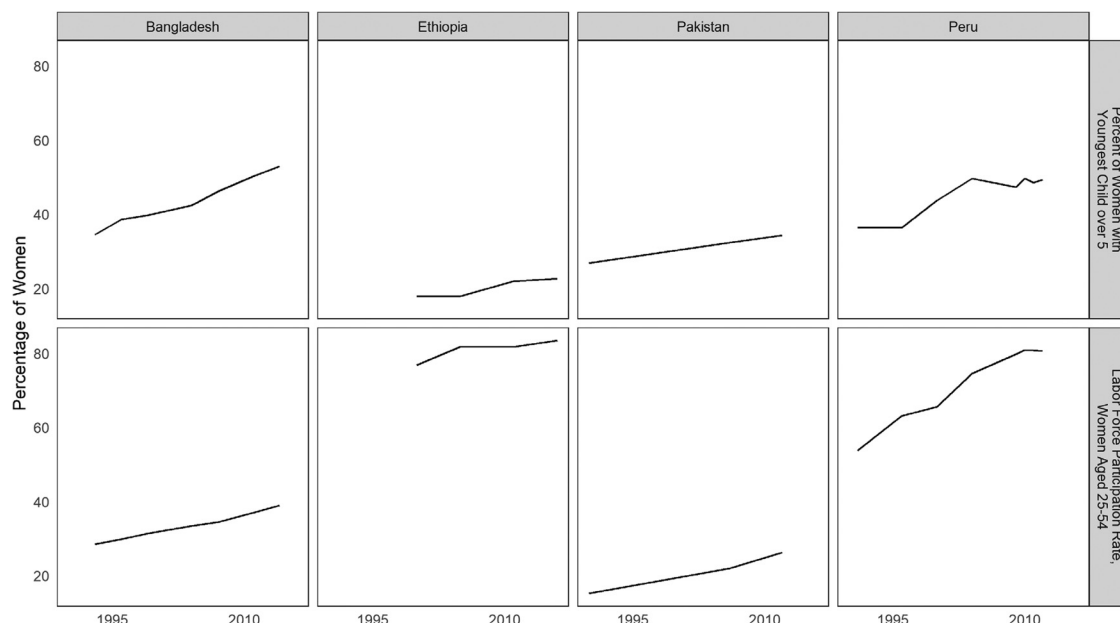 Bangladesh
Ethiopia
Pakistan
Peru
80
60
40
20
Percent of Women with
Youngest Child over 5
Percentage of Women
80
60
40
20
Labor Force Participation Rate,
Women Aged 25-54
1995
2010
1995
2010
1995
2010
1995
2010